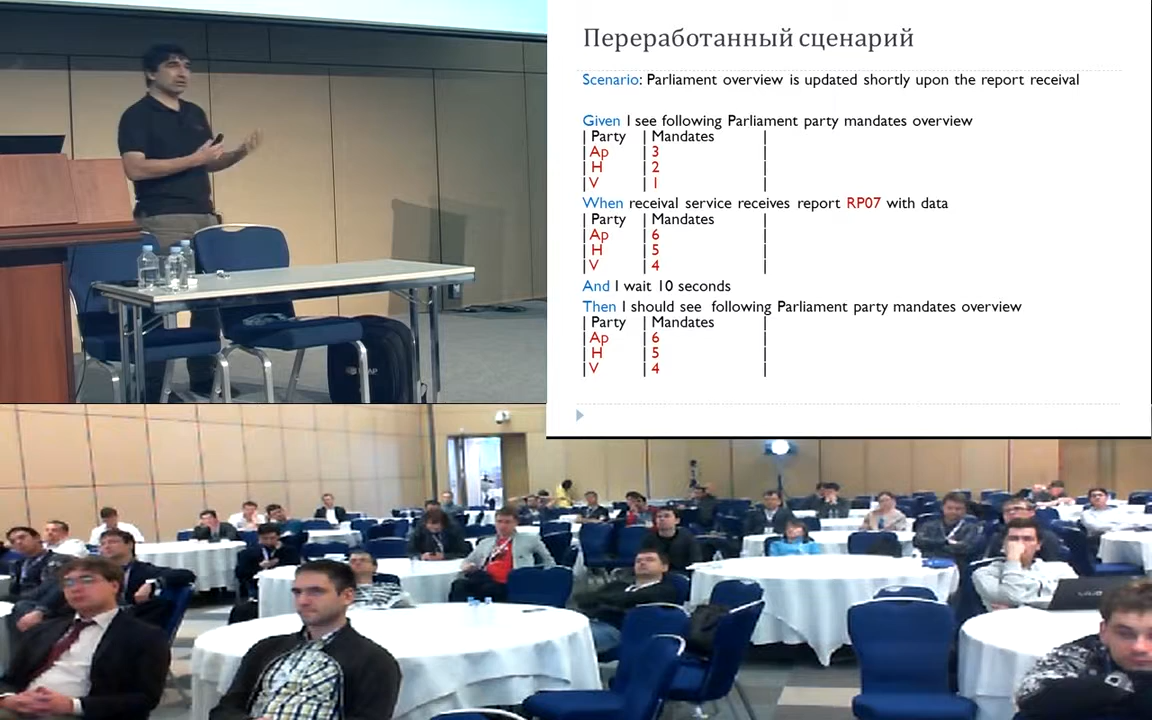 Переработанный сценарий
Scenario: Parliament overview is updated shortly upon the report receival
Given I see following Parliament party mandates overview
| Party | Mandates |
| Ap | 3 |
| H | 2 |
| V | 1 |
When receival service receives report RP07 with data
| Party | Mandates |
| Ap | 6 |
| H | 5 |
| V | 4 |
And I wait 10 seconds
Then I should see following Parliament party mandates overview
| Party | Mandates |
| Ap | 6 |
| H | 5 |
| V | 4 |